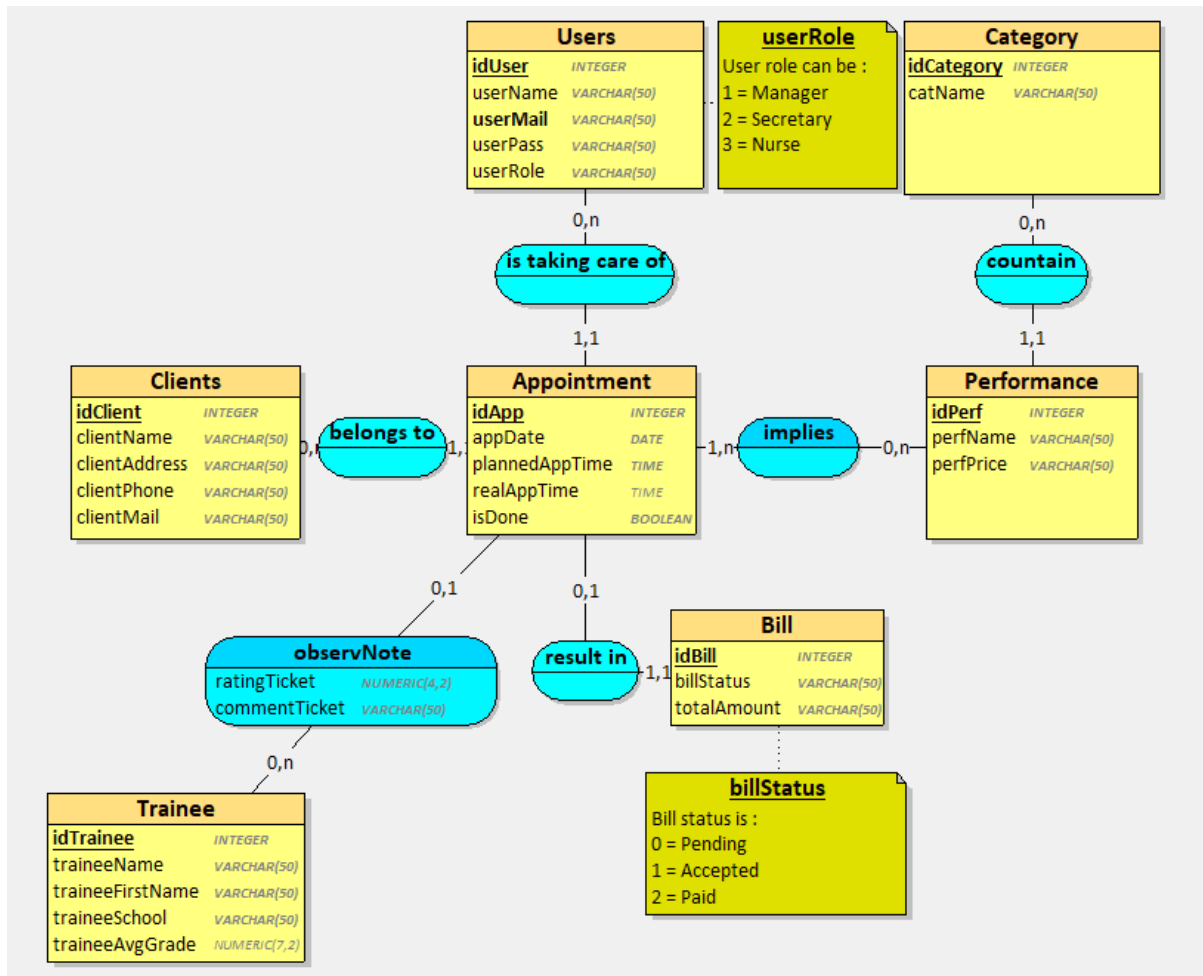 Users
idUser INTEGER
userName VARCHAR(50)
userMail VARCHAR(50)
userPass VARCHAR(50)
userRole VARCHAR(50)
userRole
User role can be :
1 = Manager
2 = Secretary
3 = Nurse
Category
idCategory INTEGER
catName VARCHAR(50)
0,n
is taking care of
1,1
0,n
countain
1,1
Clients
idClient INTEGER
clientName VARCHAR(50)
clientAddress VARCHAR(50)
clientPhone VARCHAR(50)
clientMail VARCHAR(50)
0,n
belongs to
1,1
Appointment
idApp INTEGER
appDate DATE
plannedAppTime TIME
realAppTime TIME
isDone BOOLEAN
1,n
implies
0,n
Performance
idPerf INTEGER
perfName VARCHAR(50)
perfPrice VARCHAR(50)
0,1
observNote
ratingTicket NUMERIC(4,2)
commentTicket VARCHAR(50)
0,n
0,1
result in
1,1
Bill
idBill INTEGER
billStatus VARCHAR(50)
totalAmount VARCHAR(50)
billStatus
Bill status is :
0 = Pending
1 = Accepted
2 = Paid
Trainee
idTrainee INTEGER
traineeName VARCHAR(50)
traineeFirstName VARCHAR(50)
traineeSchool VARCHAR(50)
traineeAvgGrade NUMERIC(7,2)